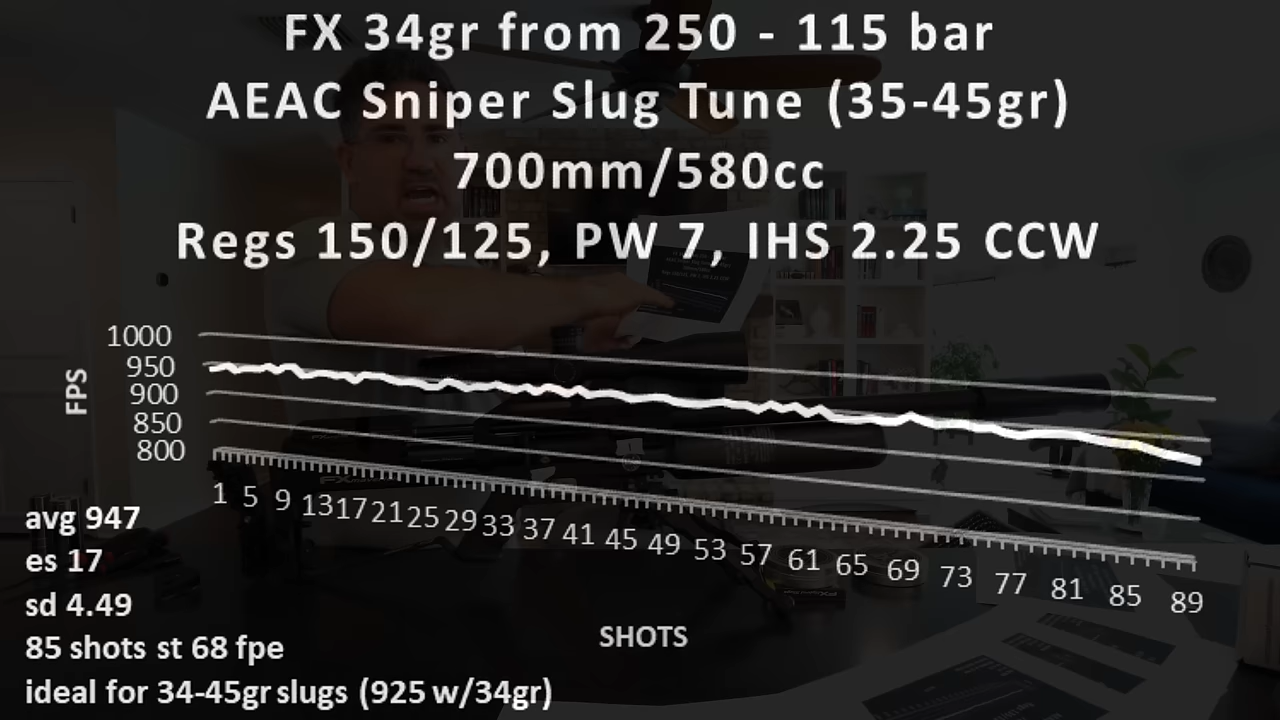 FX 34gr from 250 - 115 bar
AEAC Sniper Slug Tune (35-45gr)
700mm/580cc
Regs 150/125, PW 7, IHS 2.25 CCW
1000
950
900
850
800
FPS
1 5 9 13 17 21 25 29 33 37 41 45 49 53 57 61 65 69 73 77 81 85 89
SHOTS
avg 947
es 17
sd 4.49
85 shots st 68 fpe
ideal for 34-45gr slugs (925 w/34gr)